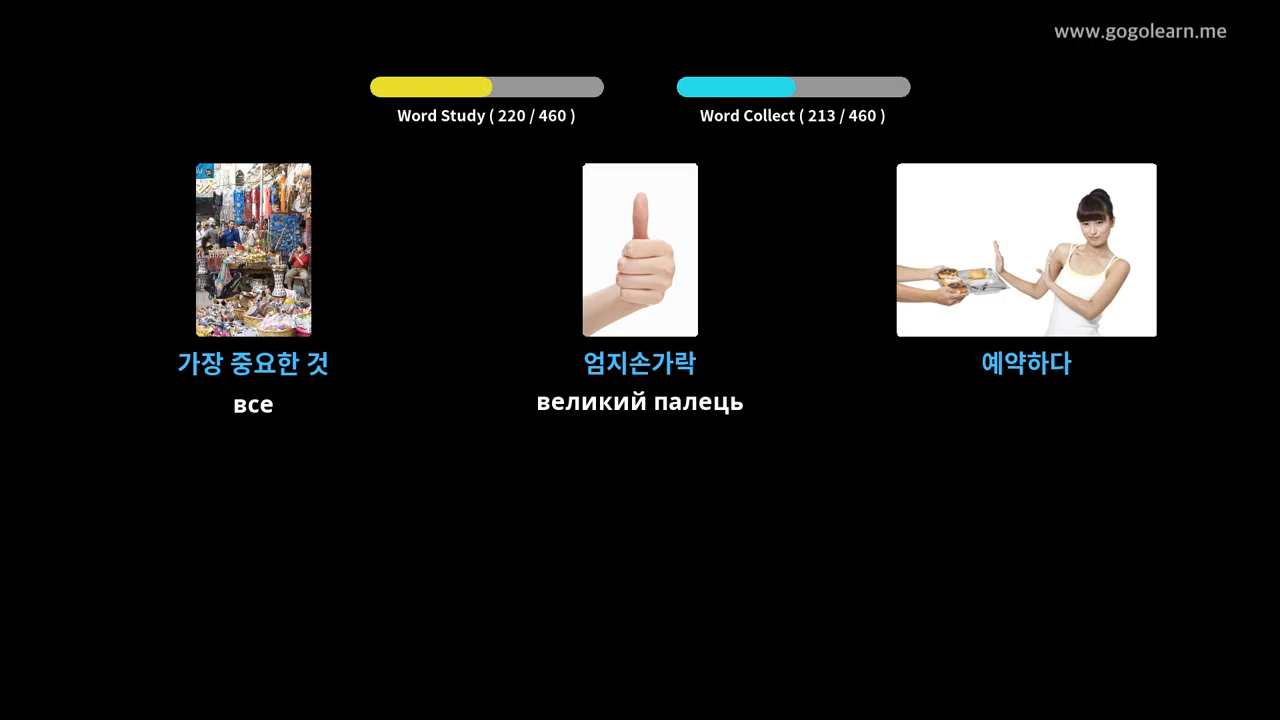 www.gogolearn.me
Word Study ( 220 / 460 )
Word Collect ( 213 / 460 )
가장 중요한 것
все
엄지손가락
великий палець
예약하다